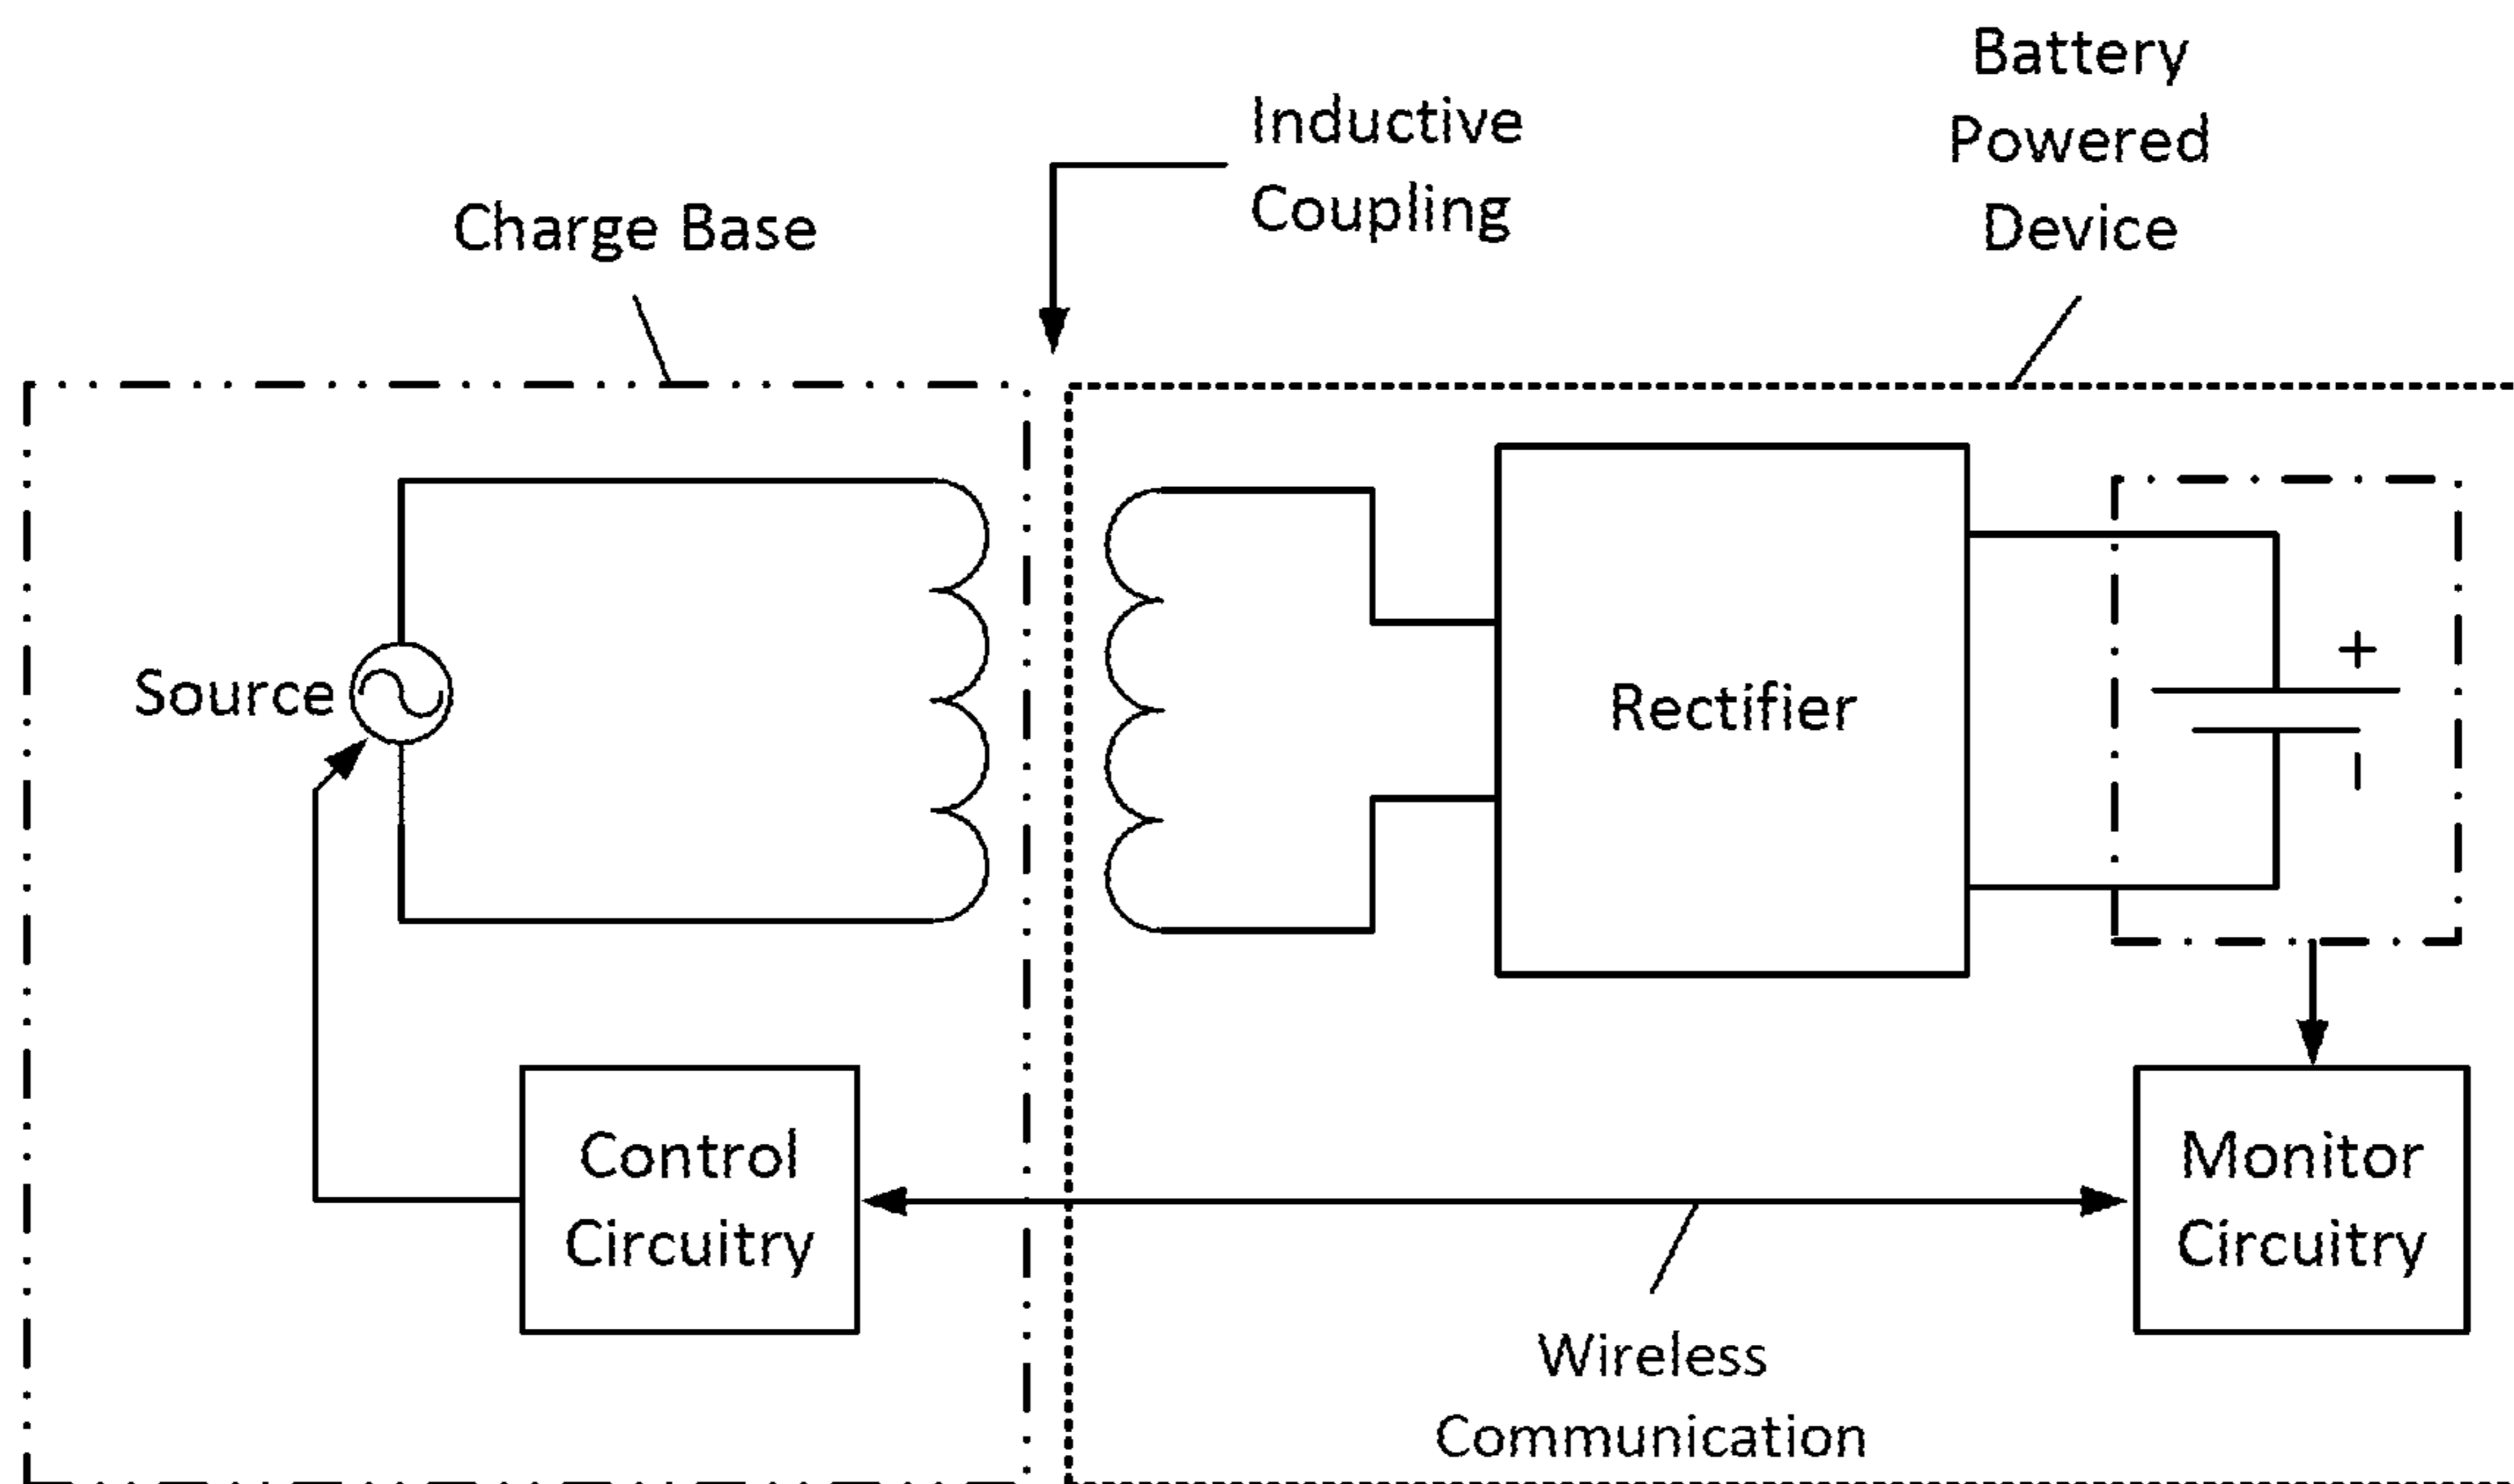 Battery
Powered
Device
Inductive
Coupling
Charge Base
Source
Rectifier
+
–
Control
Circuitry
Monitor
Circuitry
Wireless
Communication